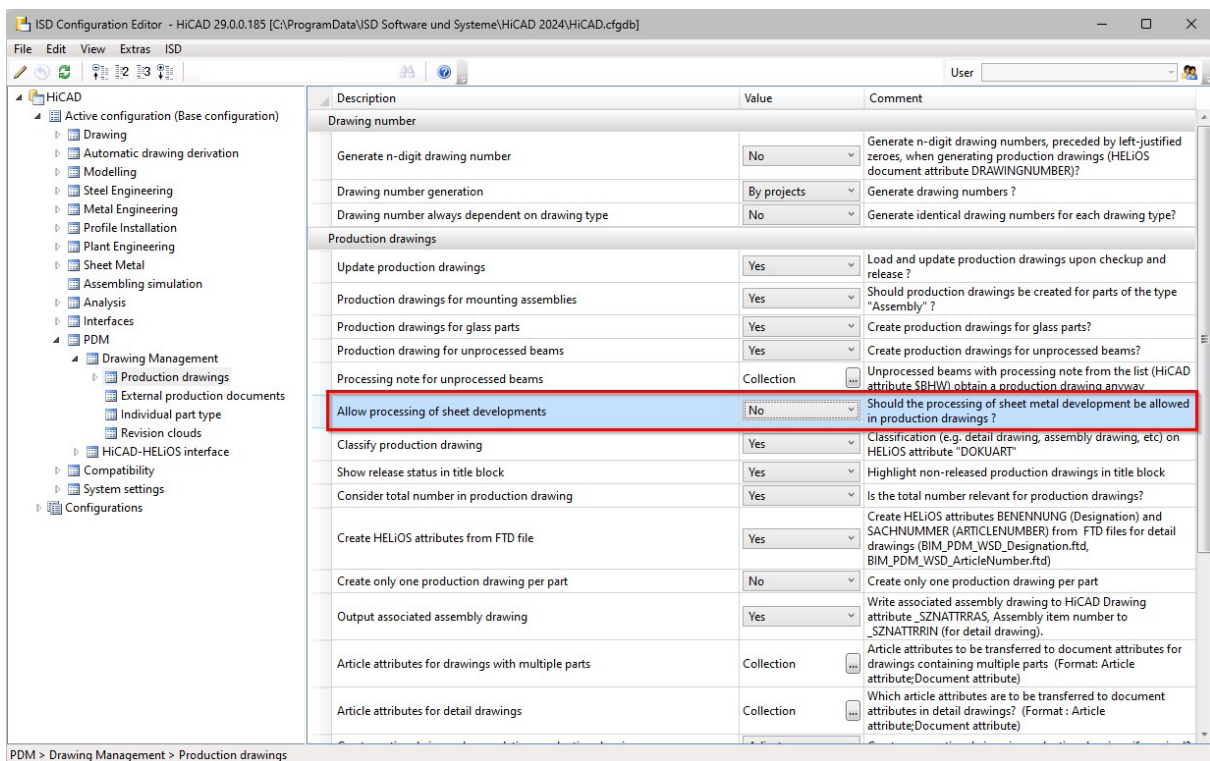 ISD Configuration Editor - HiCAD 29.0.0.185 [C:\ProgramData\ISD Software und Systeme\HiCAD 2024\HiCAD.cfgdb]
File Edit View Extras ISD
User
HiCAD
Active configuration (Base configuration)
Drawing
Automatic drawing derivation
Modelling
Steel Engineering
Metal Engineering
Profile Installation
Plant Engineering
Sheet Metal
Assembling simulation
Analysis
Interfaces
PDM
Drawing Management
Production drawings
External production documents
Individual part type
Revision clouds
HiCAD-HELiOS interface
Compatibility
System settings
Configurations
Description Value Comment
Drawing number
Generate n-digit drawing number No Generate n-digit drawing numbers, preceded by left-justified
zeroes, when generating production drawings (HELiOS
document attribute DRAWINGNUMBER)?
Drawing number generation By projects Generate drawing numbers ?
Drawing number always dependent on drawing type No Generate identical drawing numbers for each drawing type?
Production drawings
Update production drawings Yes Load and update production drawings upon checkup and
release ?
Production drawings for mounting assemblies Yes Should production drawings be created for parts of the type
"Assembly" ?
Production drawings for glass parts Yes Create production drawings for glass parts?
Production drawing for unprocessed beams Yes Create production drawings for unprocessed beams?
Processing note for unprocessed beams Collection ... Unprocessed beams with processing note from the list (HiCAD
attribute $BHW) obtain a production drawing anyway
Allow processing of sheet developments No Should the processing of sheet metal development be allowed
in production drawings ?
Classify production drawing Yes Classification (e.g. detail drawing, assembly drawing, etc) on
HELiOS attribute "DOKUART"
Show release status in title block Yes Highlight non-released production drawings in title block
Consider total number in production drawing Yes Is the total number relevant for production drawings?
Create HELiOS attributes from FTD file Yes Create HELiOS attributes BENENNUNG (Designation) and
SACHNUMMER (ARTICLENUMBER) from FTD files for detail
drawings (BIM_PDM_WSD_Designation.ftd,
BIM_PDM_WSD_ArticleNumber.ftd)
Create only one production drawing per part No Create only one production drawing per part
Output associated assembly drawing Yes Write associated assembly drawing to HiCAD Drawing
attribute _SZNATTRRAS, Assembly item number to
_SZNATTRRIN (for detail drawing).
Article attributes for drawings with multiple parts Collection ... Article attributes to be transferred to document attributes for
drawings containing multiple parts (Format: Article
attribute;Document attribute)
Article attributes for detail drawings Collection ... Which article attributes are to be transferred to document
attributes in detail drawings? (Format : Article
attribute;Document attribute)
PDM > Drawing Management > Production drawings